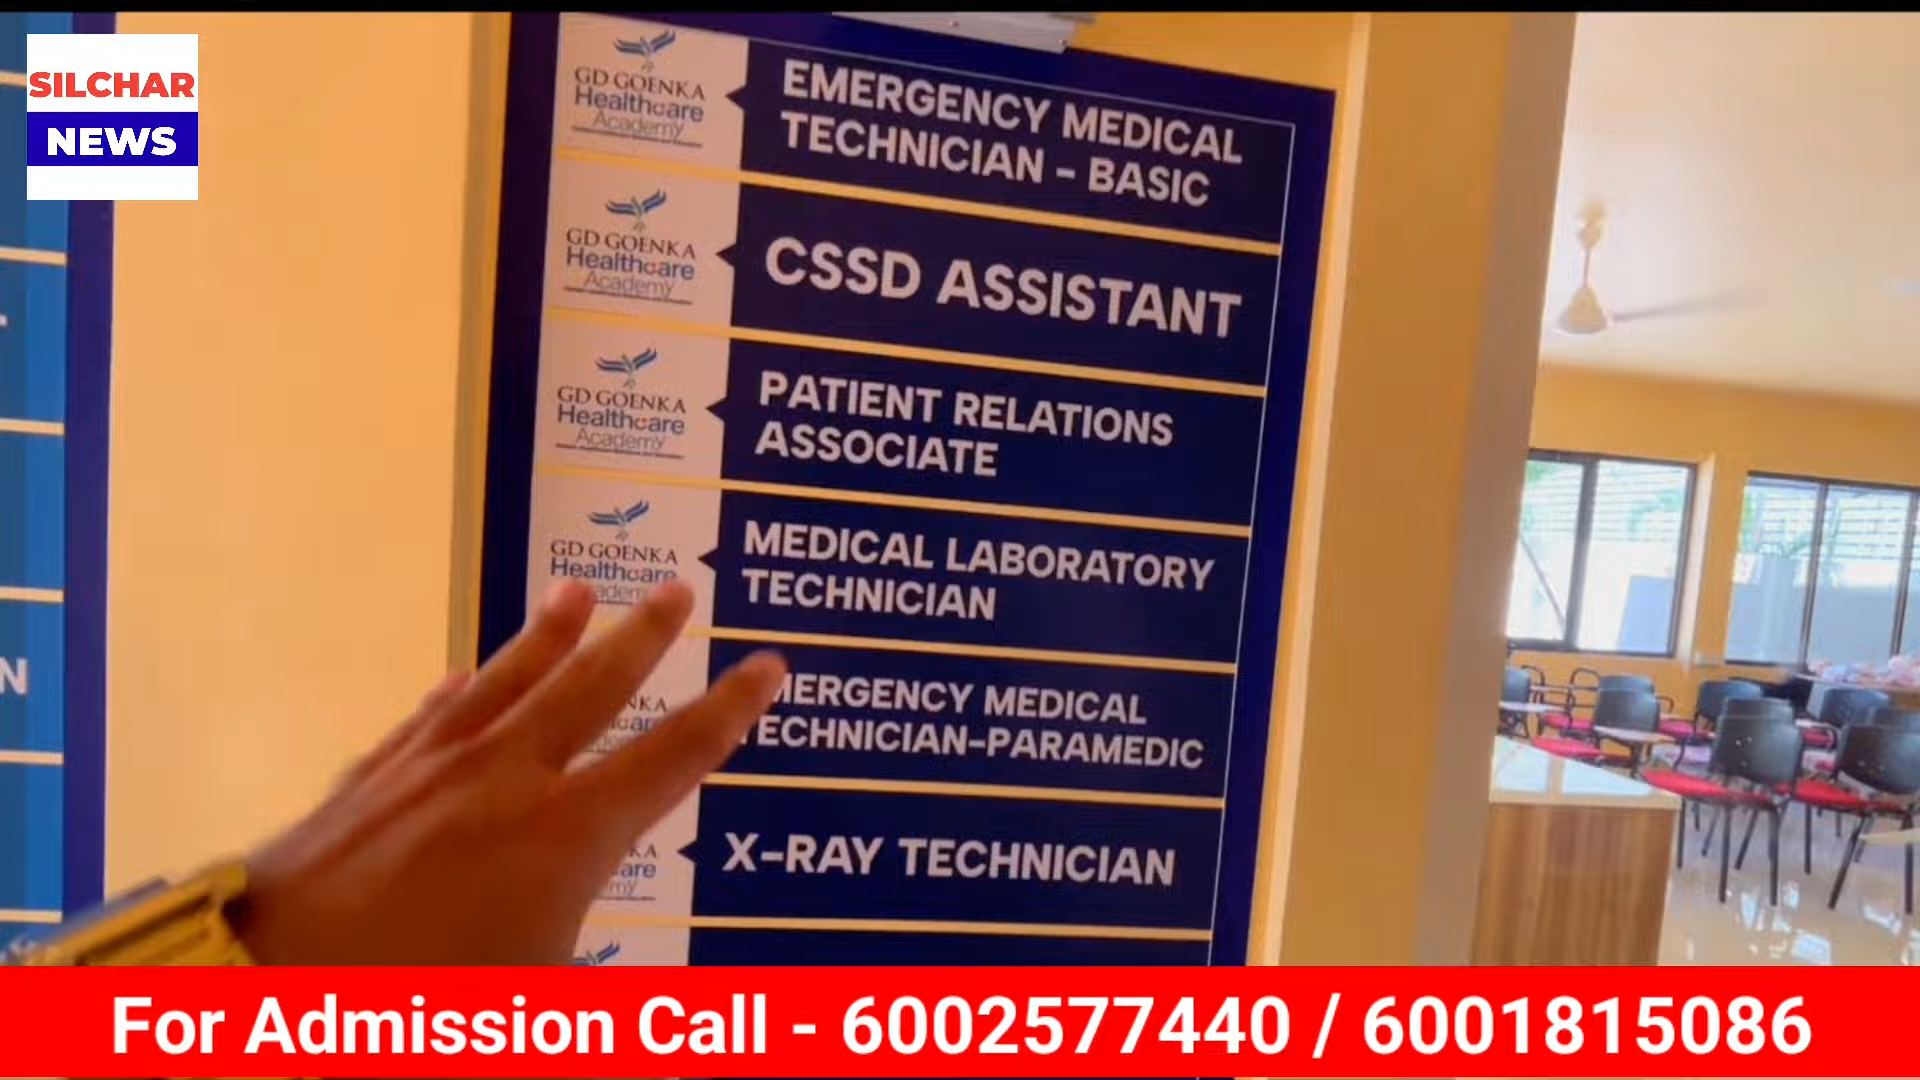 SILCHAR
NEWS
GD GOENKA
Healthcare
Academy
EMERGENCY MEDICAL
TECHNICIAN - BASIC
GD GOENKA
Healthcare
Academy
CSSD ASSISTANT
GD GOENKA
Healthcare
Academy
PATIENT RELATIONS
ASSOCIATE
GD GOENKA
Healthcare
MEDICAL LABORATORY
TECHNICIAN
MERGENCY MEDICAL
TECHNICIAN-PARAMEDIC
X-RAY TECHNICIAN
N
For Admission Call - 6002577440 / 6001815086